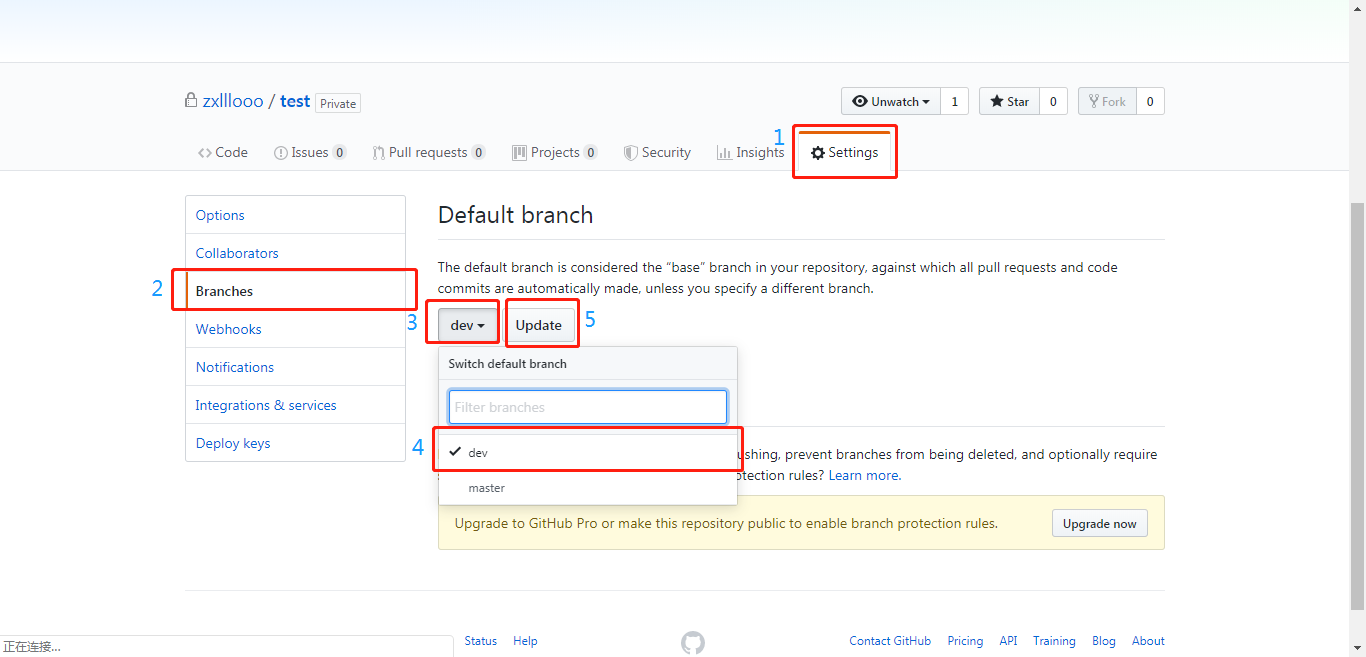 zxlllooo / test Private
Unwatch 1 Star 0 Fork 0
Code Issues 0 Pull requests 0 Projects 0 Security Insights 1 Settings
Options
Collaborators
2 Branches
Webhooks
Notifications
Integrations & services
Deploy keys
Default branch
The default branch is considered the “base” branch in your repository, against which all pull requests and code
commits are automatically made, unless you specify a different branch.
3 dev Update 5
Switch default branch
Filter branches
4 dev
master
ushing, prevent branches from being deleted, and optionally require
otection rules? Learn more.
Upgrade to GitHub Pro or make this repository public to enable branch protection rules. Upgrade now
Status Help Contact GitHub Pricing API Training Blog About
正在连接...